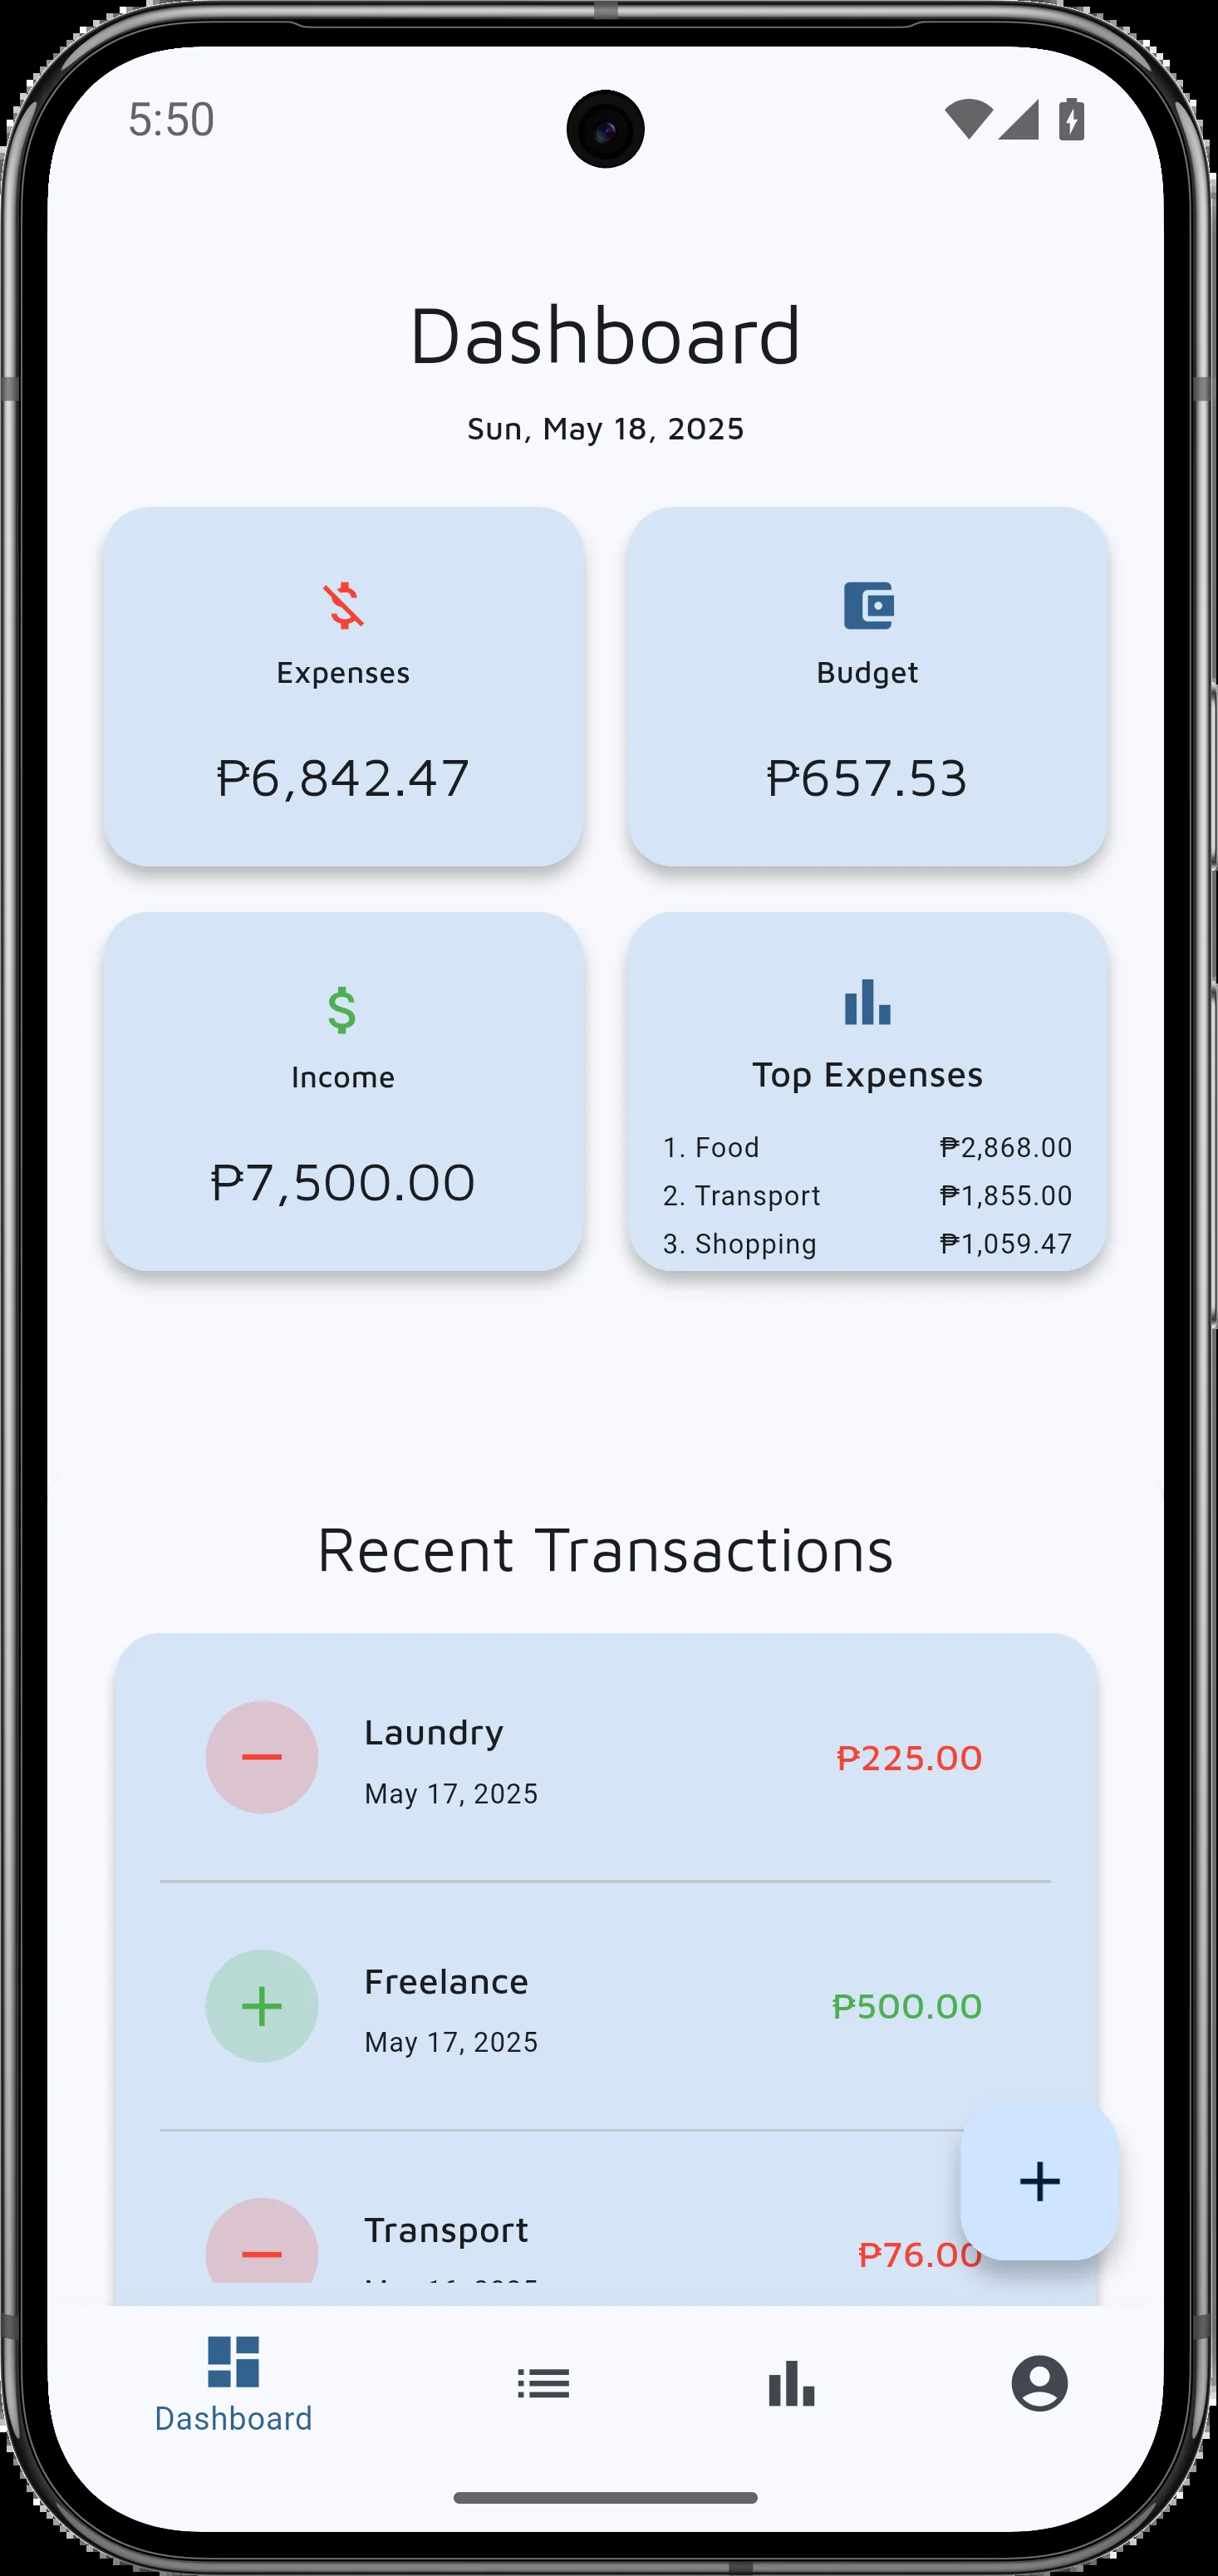 5:50
Dashboard
Sun, May 18, 2025
Expenses
₱6,842.47
Budget
₱657.53
Income
₱7,500.00
Top Expenses
1. Food ₱2,868.00
2. Transport ₱1,855.00
3. Shopping ₱1,059.47
Recent Transactions
Laundry
May 17, 2025
₱225.00
Freelance
May 17, 2025
₱500.00
Transport
₱76.00
Dashboard